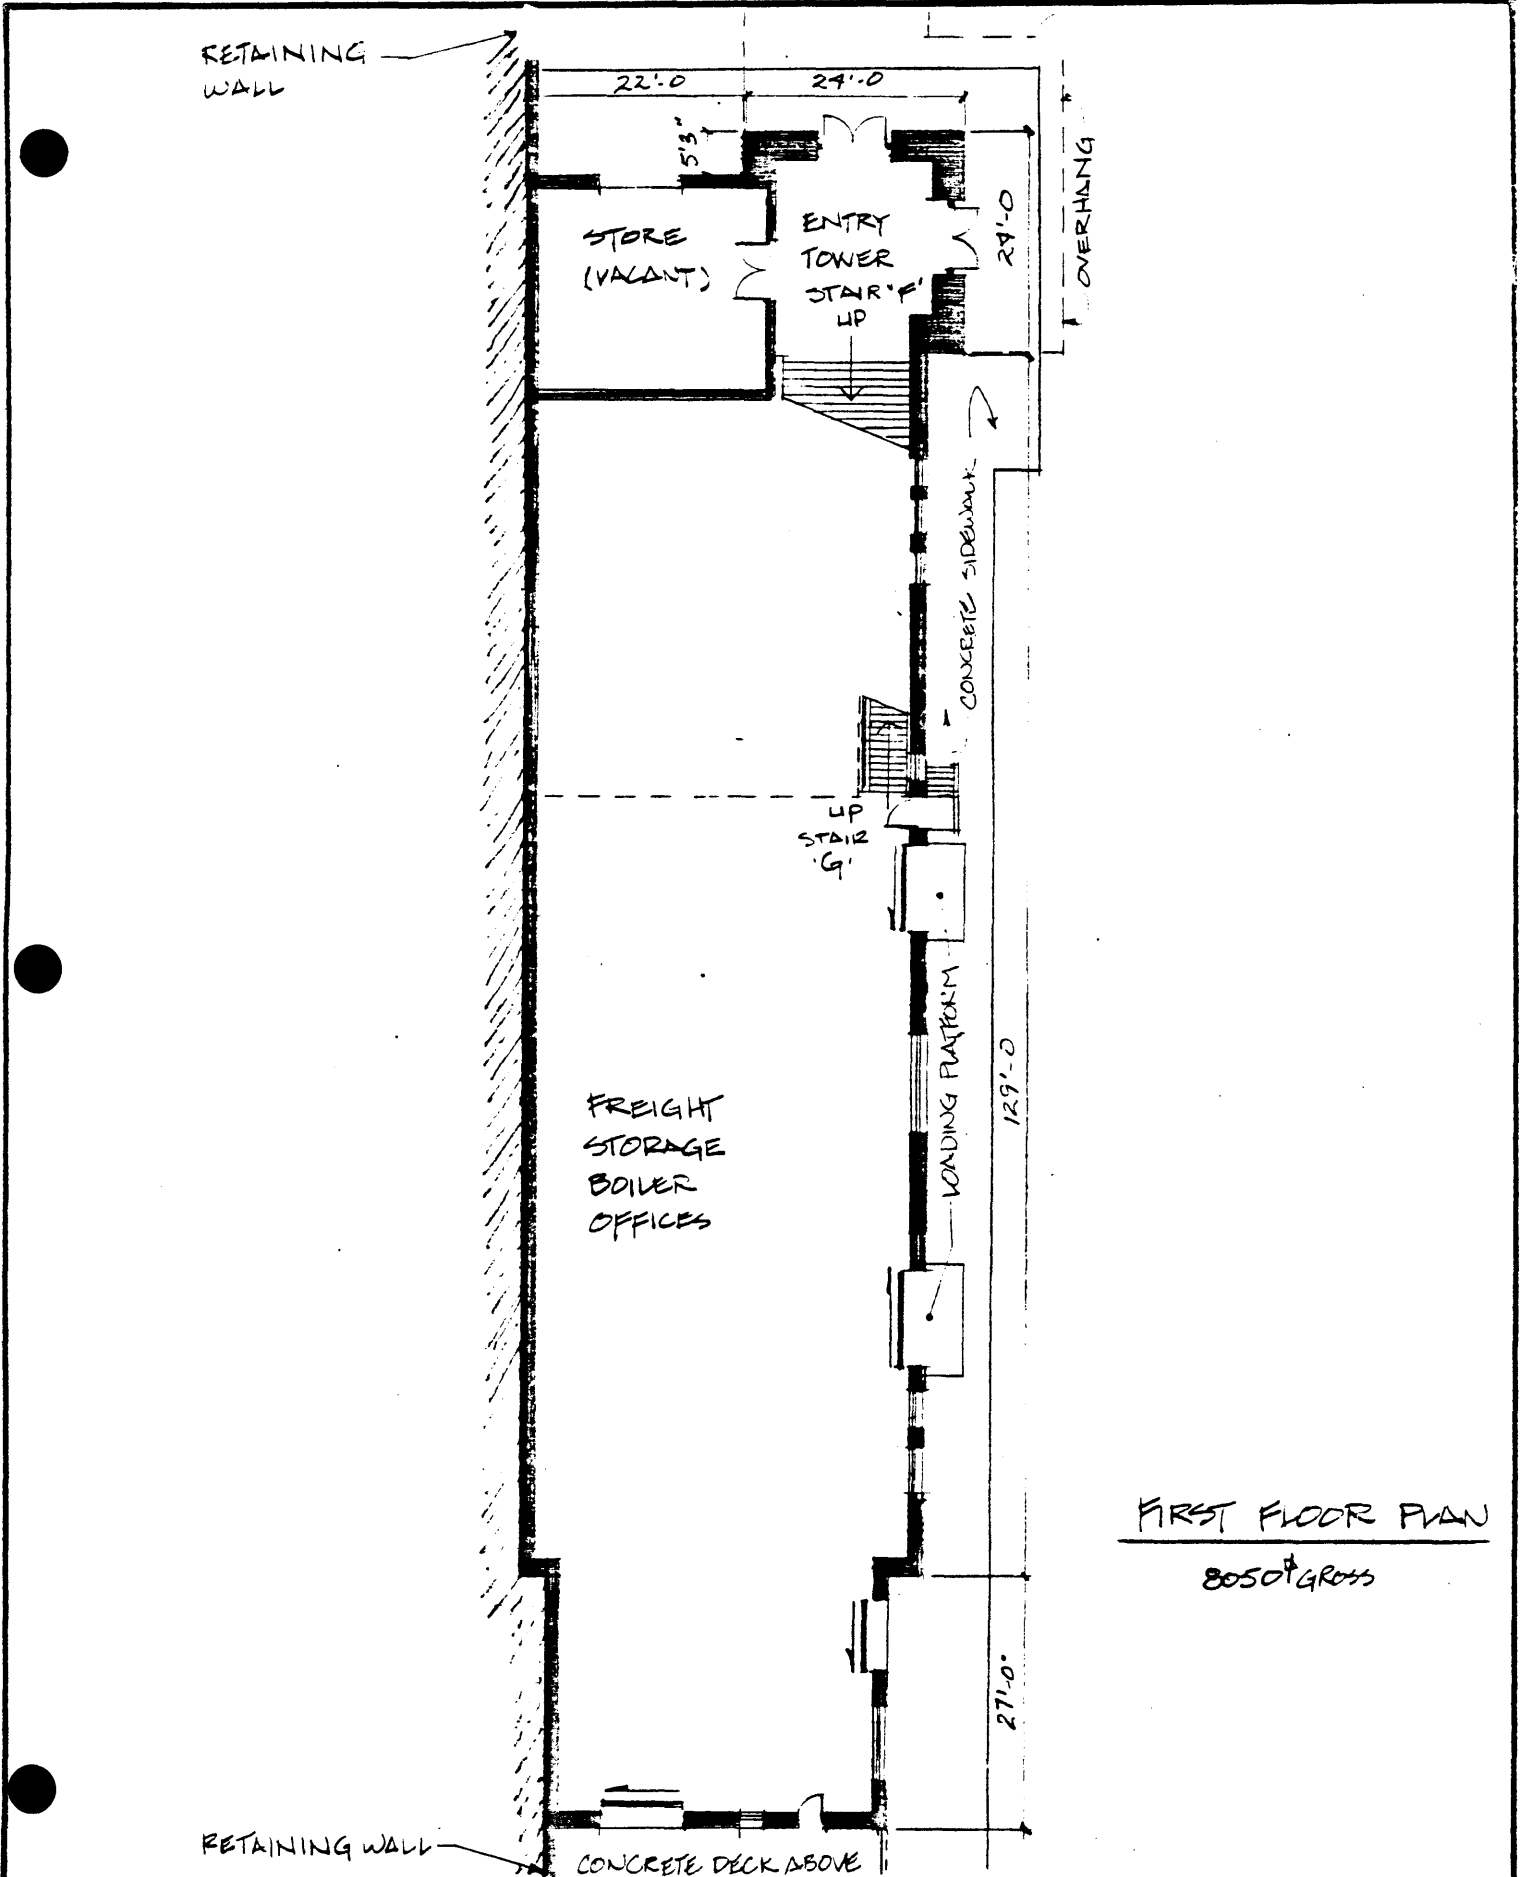 RETAINING
WALL
22'-0
24'-0
5'3"
OVERHANG
24'-0
STORE
(VACANT)
ENTRY
TOWER
STAIR 'F'
UP
CONCRETE SIDEWALK
UP
STAIR
'G'
LOADING PLATFORM
129'-0
FREIGHT
STORAGE
BOILER
OFFICES
FIRST FLOOR PLAN
8050 GROSS
27'-0"
RETAINING WALL
CONCRETE DECK ABOVE